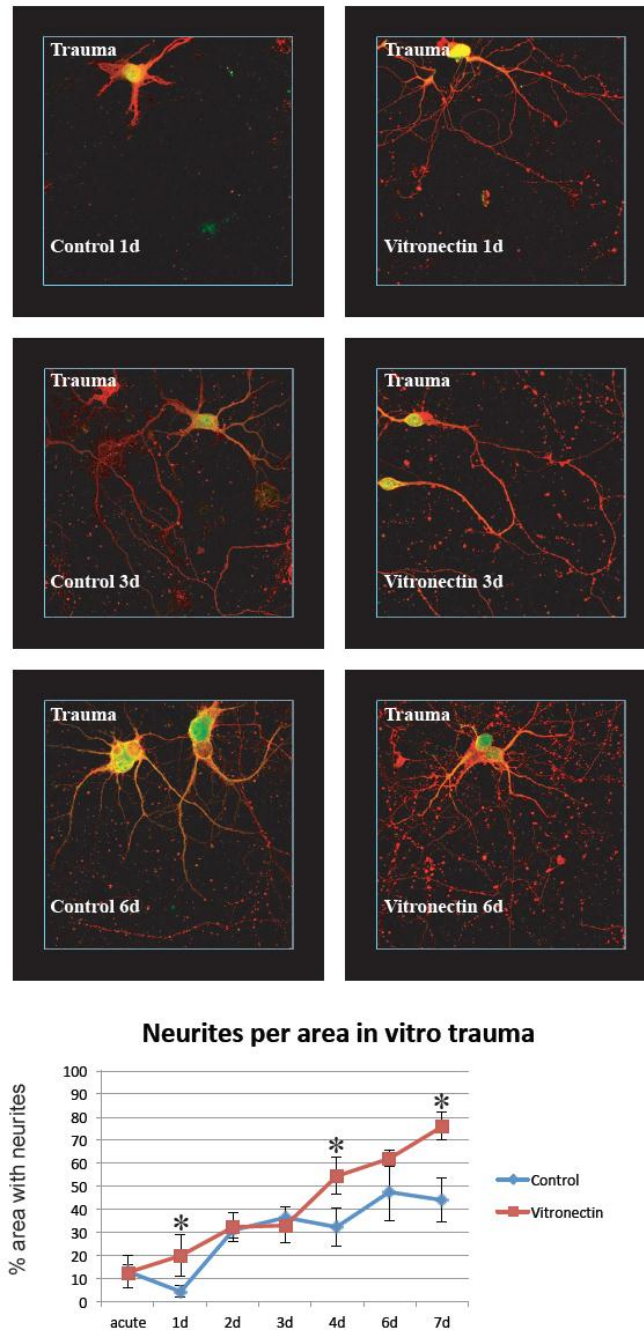 Trauma
Control 1d
Trauma
Vitronectin 1d
Trauma
Control 3d
Trauma
Vitronectin 3d
Trauma
Control 6d
Trauma
Vitronectin 6d
Neurites per area in vitro trauma
% area with neurites
100
90
80
70
60
50
40
30
20
10
0
* * *
acute 1d 2d 3d 4d 6d 7d
Control
Vitronectin